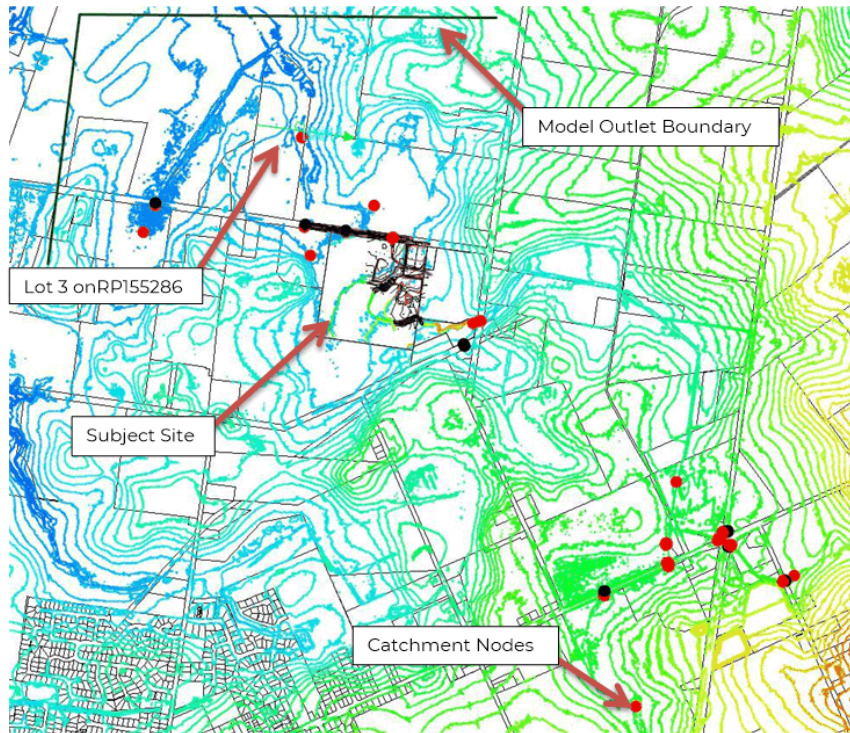 Model Outlet Boundary
Lot 3 onRP155286
Subject Site
Catchment Nodes